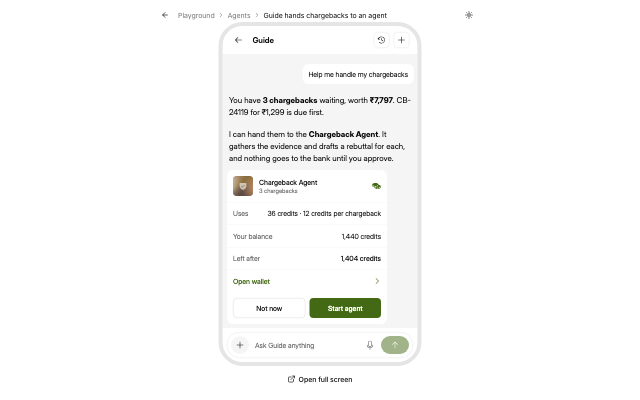 Playground > Agents > Guide hands chargebacks to an agent
Guide
Help me handle my chargebacks
You have 3 chargebacks waiting, worth ₹7,797. CB-
24119 for ₹1,299 is due first.
I can hand them to the Chargeback Agent. It
gathers the evidence and drafts a rebuttal for each,
and nothing goes to the bank until you approve.
Chargeback Agent
3 chargebacks
Uses 36 credits · 12 credits per chargeback
Your balance 1,440 credits
Left after 1,404 credits
Open wallet
Not now Start agent
Ask Guide anything
Open full screen